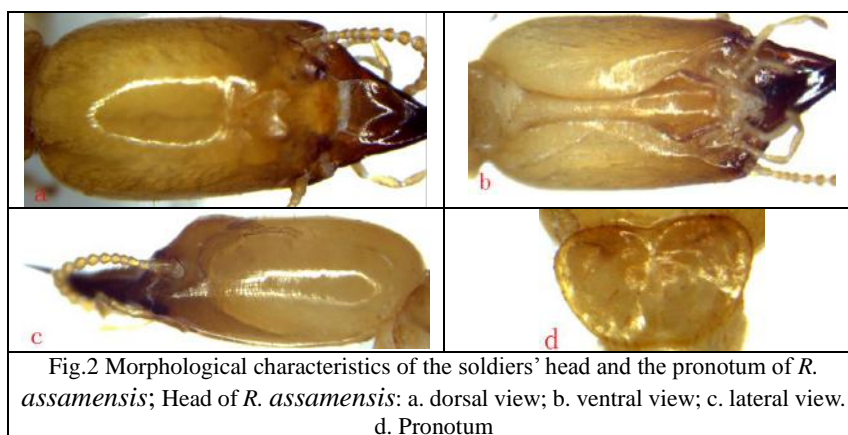 a
b
c
d
Fig.2 Morphological characteristics of the soldiers’ head and the pronotum of R.
assamensis; Head of R. assamensis: a. dorsal view; b. ventral view; c. lateral view.
d. Pronotum